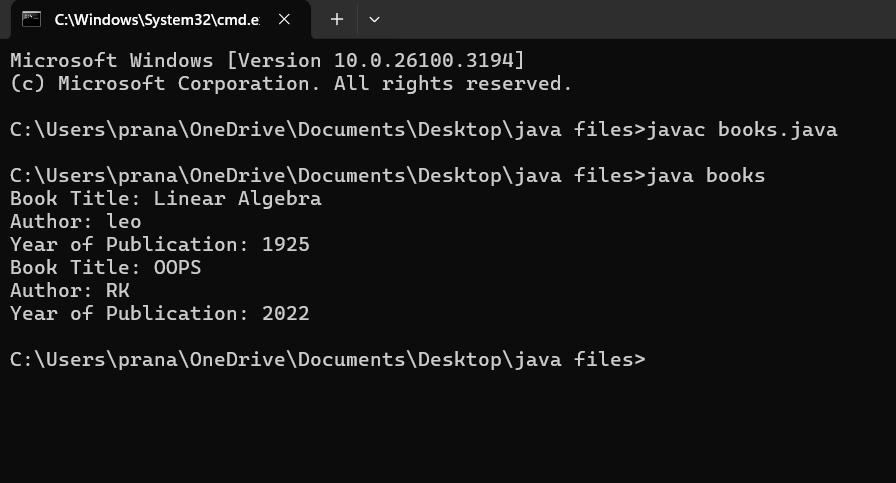 C:\Windows\System32\cmd.e
Microsoft Windows [Version 10.0.26100.3194]
(c) Microsoft Corporation. All rights reserved.
C:\Users\prana\OneDrive\Documents\Desktop\java files>javac books.java
C:\Users\prana\OneDrive\Documents\Desktop\java files>java books
Book Title: Linear Algebra
Author: leo
Year of Publication: 1925
Book Title: OOPS
Author: RK
Year of Publication: 2022
C:\Users\prana\OneDrive\Documents\Desktop\java files>